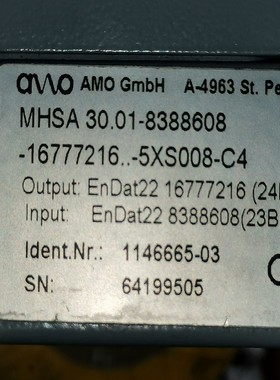 amo AMO GmbH A-4963 St. Pe
MHSA 30.01-8388608
-16777216..-5XS008-C4
Output: EnDat22 16777216 (24
Input: EnDat22 8388608(23B
Ident.Nr.: 1146665-03
SN: 64199505